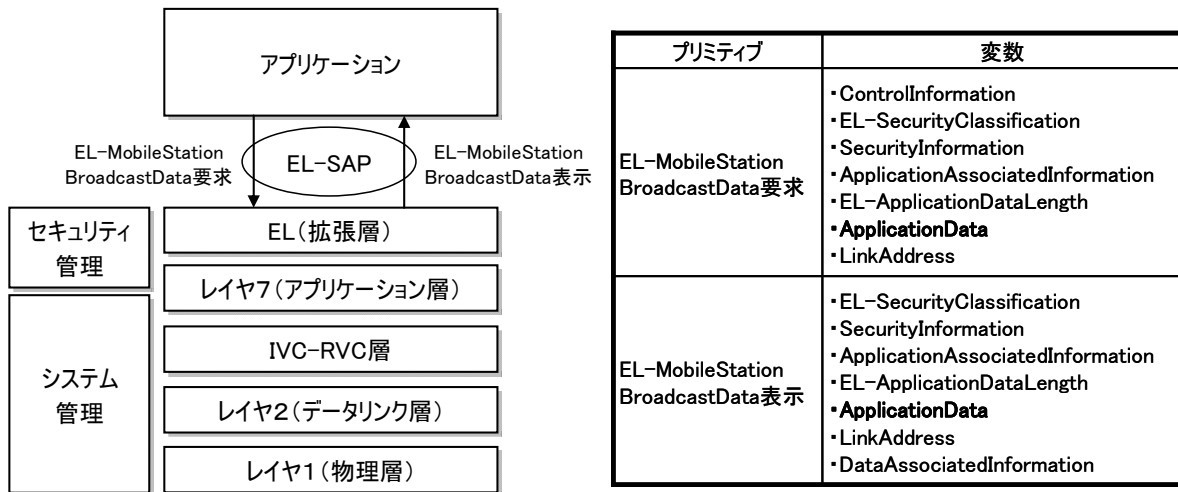 アプリケーション
EL-MobileStation
BroadcastData要求
EL-SAP
EL-MobileStation
BroadcastData表示
セキュリティ
管理
EL（拡張層）
レイヤ7（アプリケーション層）
システム
管理
IVC-RVC層
レイヤ2（データリンク層）
レイヤ1（物理層）
プリミティブ
変数
EL-MobileStation
BroadcastData要求
・ControlInformation
・EL-SecurityClassification
・SecurityInformation
・ApplicationAssociatedInformation
・EL-ApplicationDataLength
・ApplicationData
・LinkAddress
EL-MobileStation
BroadcastData表示
・EL-SecurityClassification
・SecurityInformation
・ApplicationAssociatedInformation
・EL-ApplicationDataLength
・ApplicationData
・LinkAddress
・DataAssociatedInformation